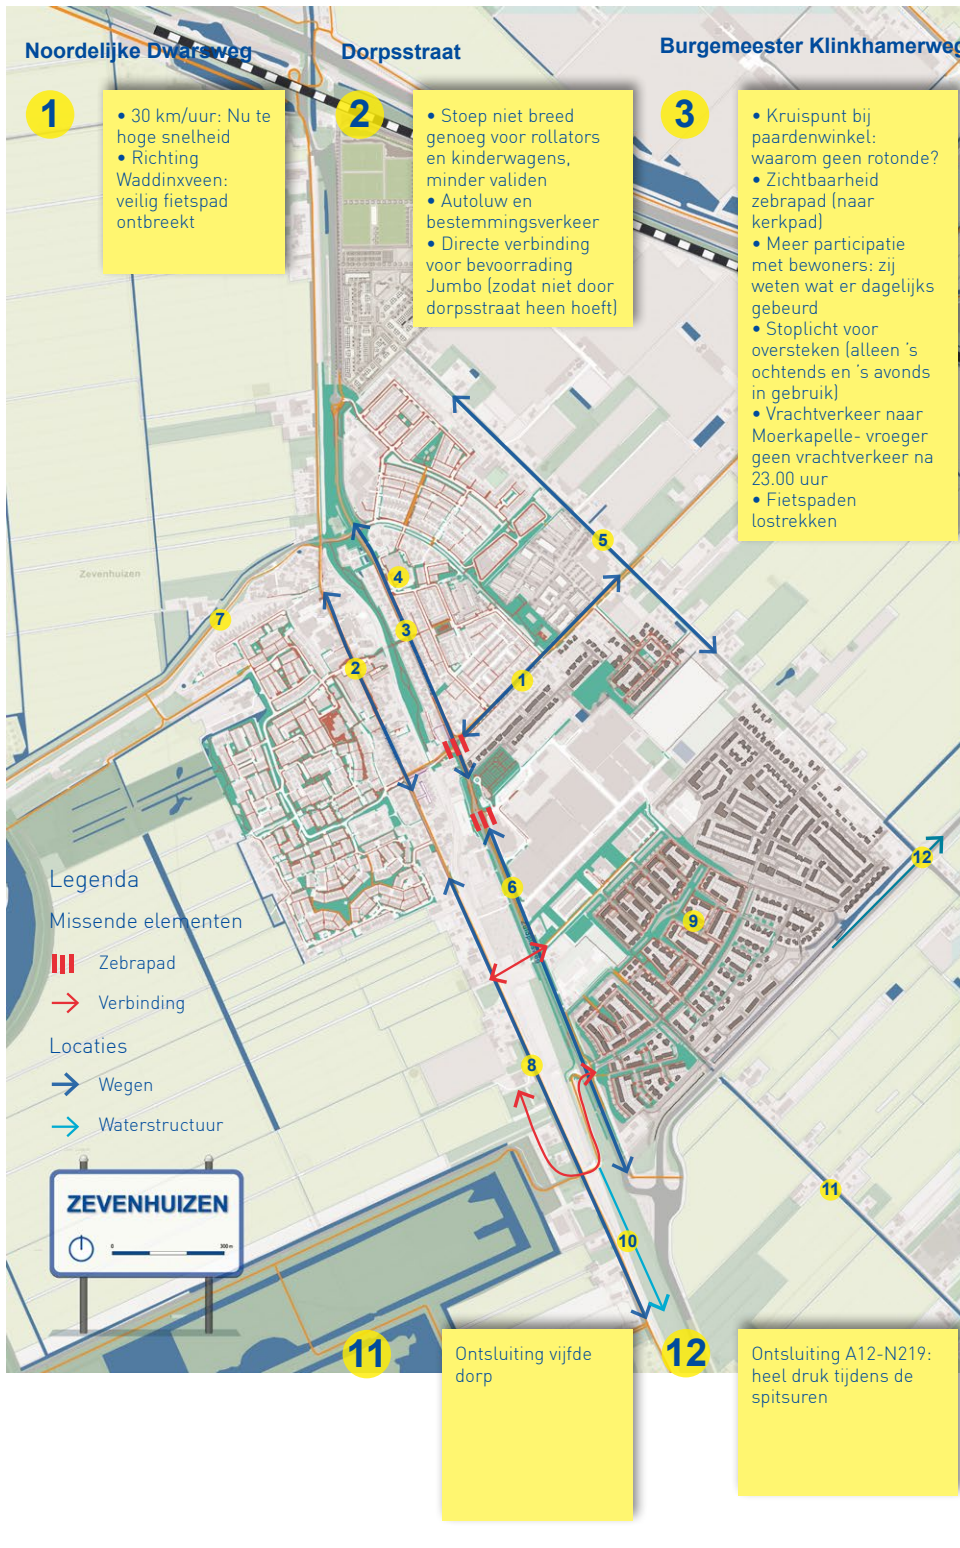 Noordelijke Dwarsweg
1
• 30 km/uur: Nu te
hoge snelheid
• Richting
Waddinxveen:
veilig fietspad
ontbreekt
Dorpsstraat
2
• Stoep niet breed
genoeg voor rollators
en kinderwagens,
minder validen
• Autoluw en
bestemmingsverkeer
• Directe verbinding
voor bevoorrading
Jumbo (zodat niet door
dorpsstraat heen hoeft)
Burgemeester Klinkhamerweg
3
• Kruispunt bij
paardenwinkel:
waarom geen rotonde?
• Zichtbaarheid
zebrapad (naar
kerkpad)
• Meer participatie
met bewoners: zij
weten wat er dagelijks
gebeurd
• Stoplicht voor
oversteken (alleen 's
ochtends en 's avonds
in gebruik)
• Vrachtverkeer naar
Moerkapelle- vroeger
geen vrachtverkeer na
23.00 uur
• Fietspaden
lostrekken
5
Zevenhuizen
4
7
3
2
1
12
6
9
8
11
10
Legenda
Missende elementen
Zebrapad
Verbinding
Locaties
Wegen
Waterstructuur
ZEVENHUIZEN
0 300 m
11
Ontsluiting vijfde
dorp
12
Ontsluiting A12-N219:
heel druk tijdens de
spitsuren